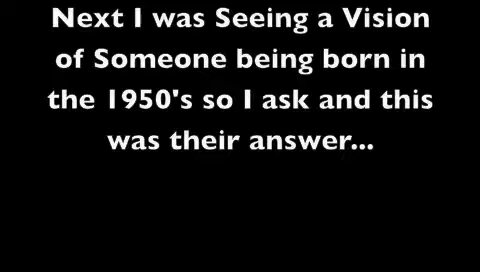 Next I was Seeing a Vision
of Someone being born in
the 1950's so I ask and this
was their answer...